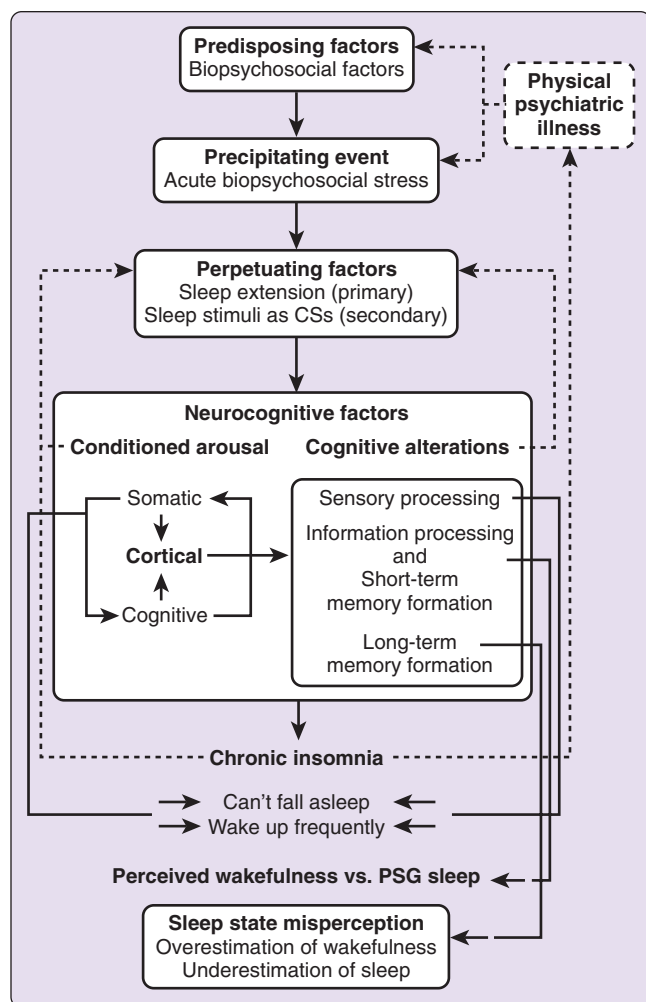 Predisposing factors
Biopsychosocial factors
Physical
psychiatric
illness
Precipitating event
Acute biopsychosocial stress
Perpetuating factors
Sleep extension (primary)
Sleep stimuli as CSs (secondary)
Neurocognitive factors
Conditioned arousal
Cognitive alterations
Somatic
Cortical
Cognitive
Sensory processing
Information processing
and
Short-term
memory formation
Long-term
memory formation
Chronic insomnia
Can't fall asleep
Wake up frequently
Perceived wakefulness vs. PSG sleep
Sleep state misperception
Overestimation of wakefulness
Underestimation of sleep